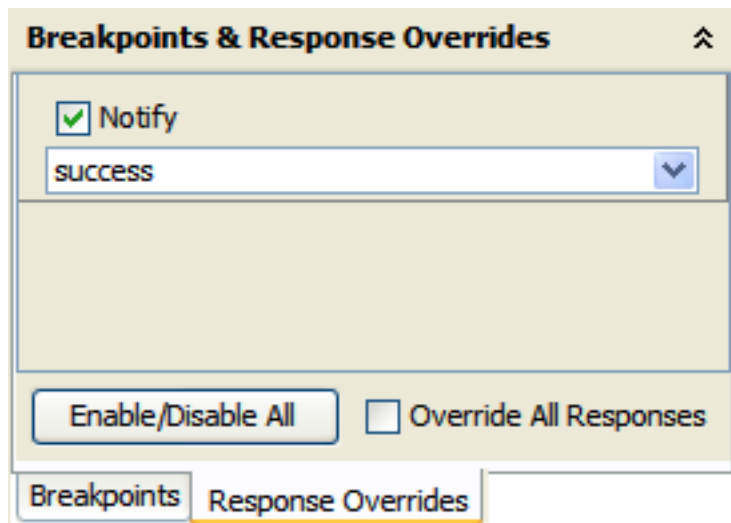 Breakpoints & Response Overrides
Notify
success
Enable/Disable All Override All Responses
Breakpoints Response Overrides